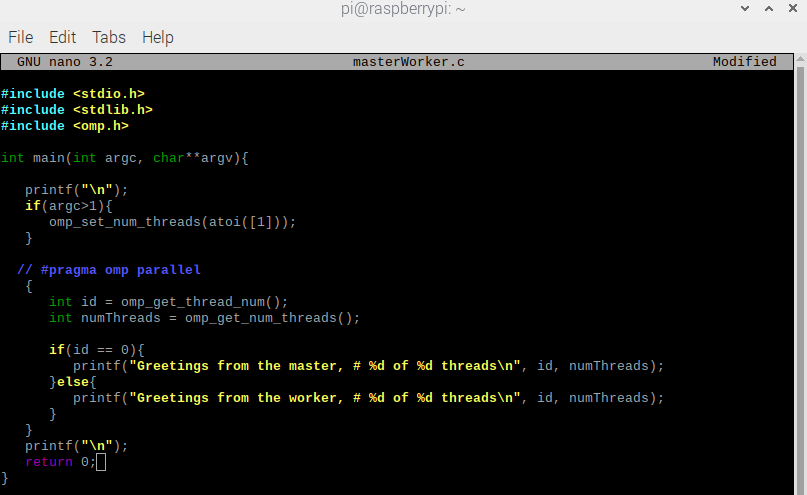 pi@raspberrypi: ~
File Edit Tabs Help
GNU nano 3.2 masterWorker.c Modified
#include <stdio.h>
#include <stdlib.h>
#include <omp.h>
int main(int argc, char**argv){
printf("\n");
if(argc>1){
omp_set_num_threads(atoi([1]));
}
// #pragma omp parallel
{
int id = omp_get_thread_num();
int numThreads = omp_get_num_threads();
if(id == 0){
printf("Greetings from the master, # %d of %d threads\n", id, numThreads);
}else{
printf("Greetings from the worker, # %d of %d threads\n", id, numThreads);
}
}
printf("\n");
return 0;
}